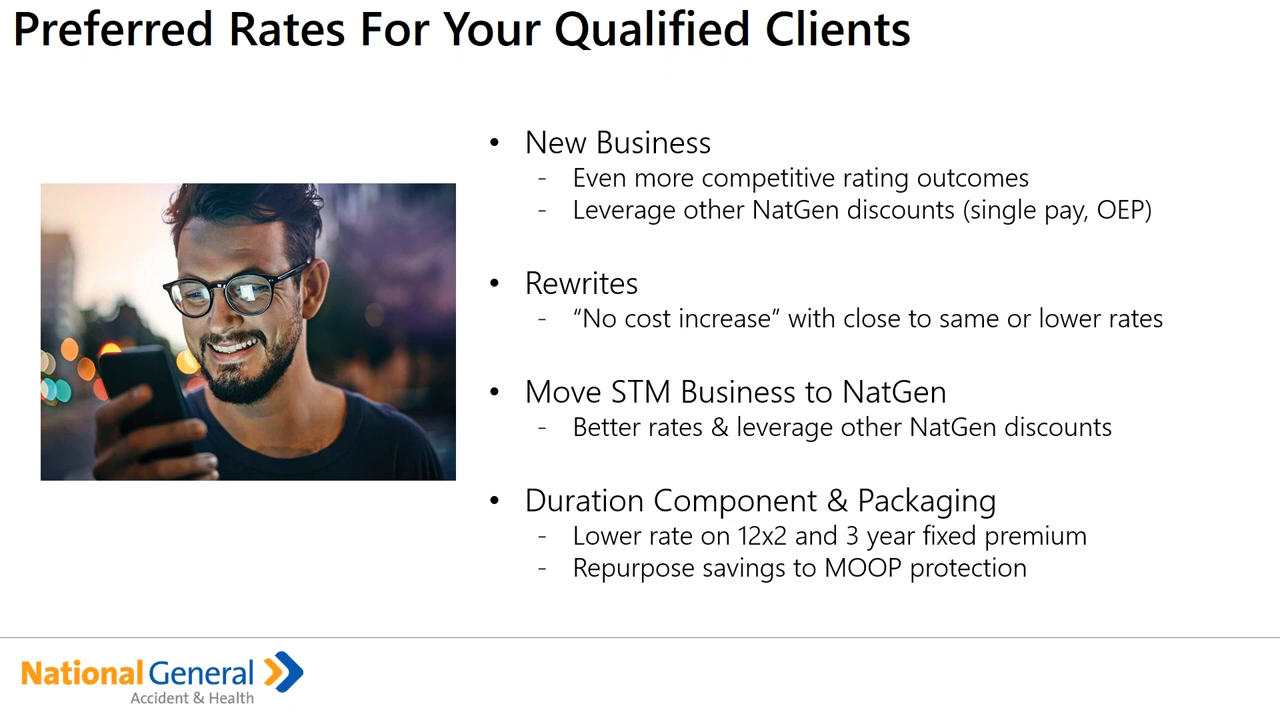 Preferred Rates For Your Qualified Clients
• New Business
- Even more competitive rating outcomes
- Leverage other NatGen discounts (single pay, OEP)
• Rewrites
- “No cost increase” with close to same or lower rates
• Move STM Business to NatGen
- Better rates & leverage other NatGen discounts
• Duration Component & Packaging
- Lower rate on 12x2 and 3 year fixed premium
- Repurpose savings to MOOP protection
National General
Accident & Health